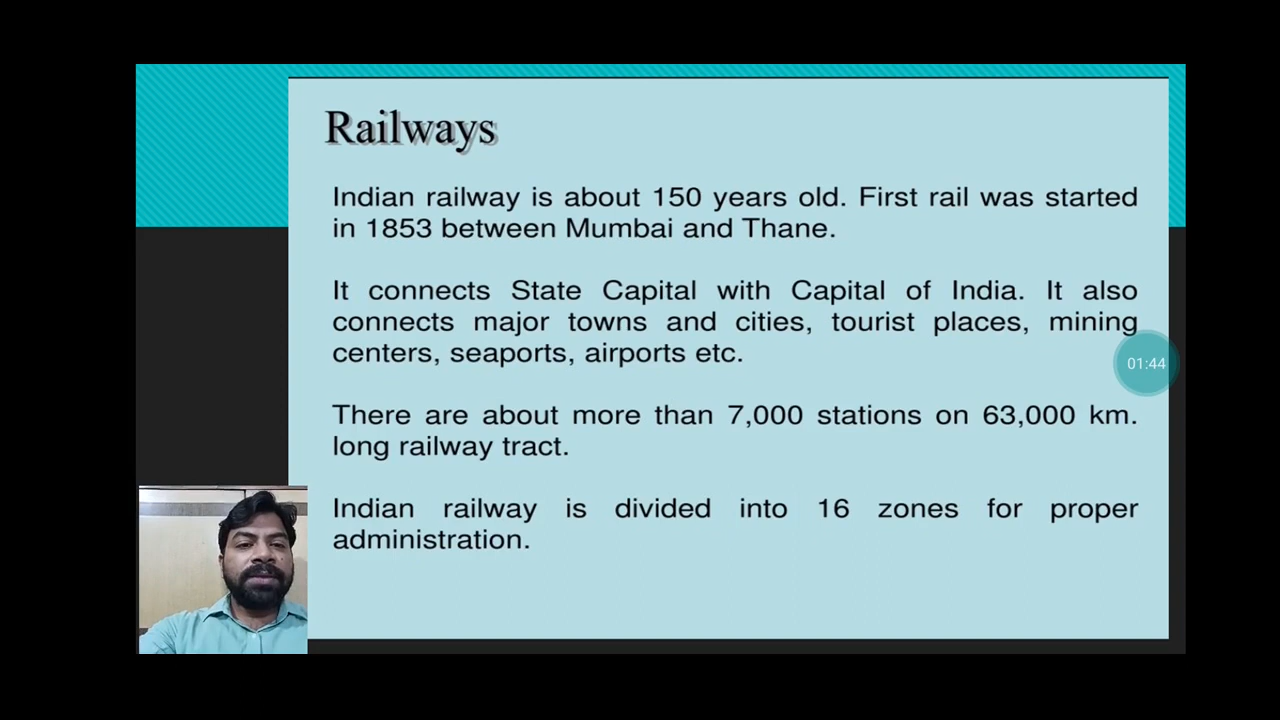 Railways
Indian railway is about 150 years old. First rail was started
in 1853 between Mumbai and Thane.
It connects State Capital with Capital of India. It also
connects major towns and cities, tourist places, mining
centers, seaports, airports etc.
01:44
There are about more than 7,000 stations on 63,000 km.
long railway tract.
Indian railway is divided into 16 zones for proper
administration.